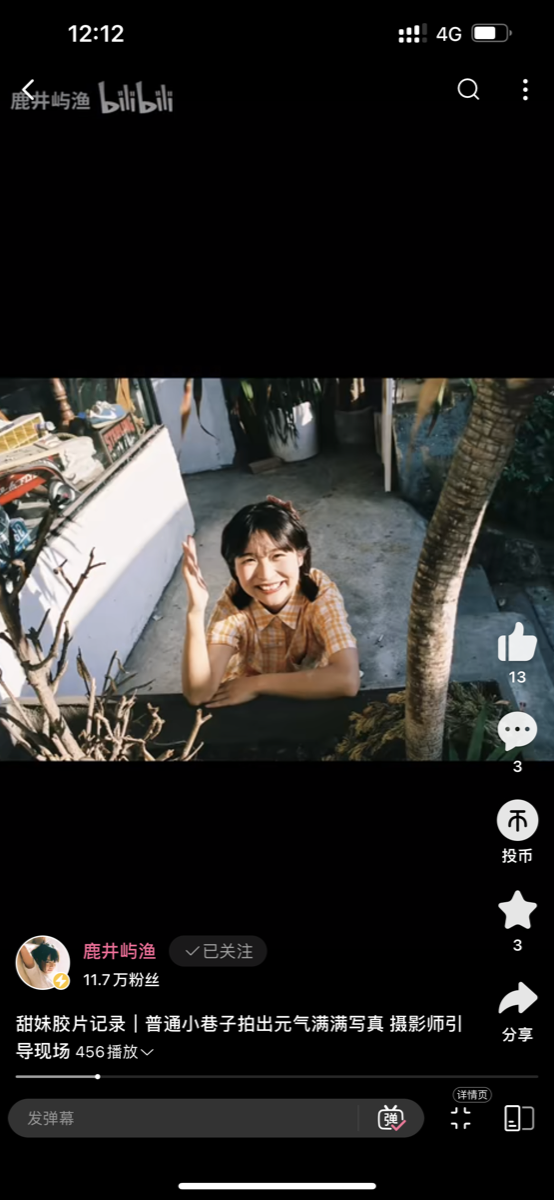 12:12
4G
鹿井屿渔 bilibili
13
3
投币
3
分享
鹿井屿渔
已关注
11.7万粉丝
甜妹胶片记录｜普通小巷子拍出元气满满写真 摄影师引
导现场 456播放
详情页
发弹幕
弹